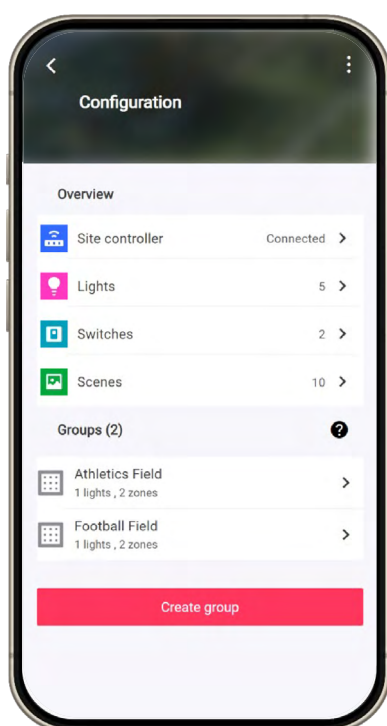 Configuration
Overview
Site controller Connected
Lights 5
Switches 2
Scenes 10
Groups (2) ?
Athletics Field
1 lights , 2 zones
Football Field
1 lights , 2 zones
Create group